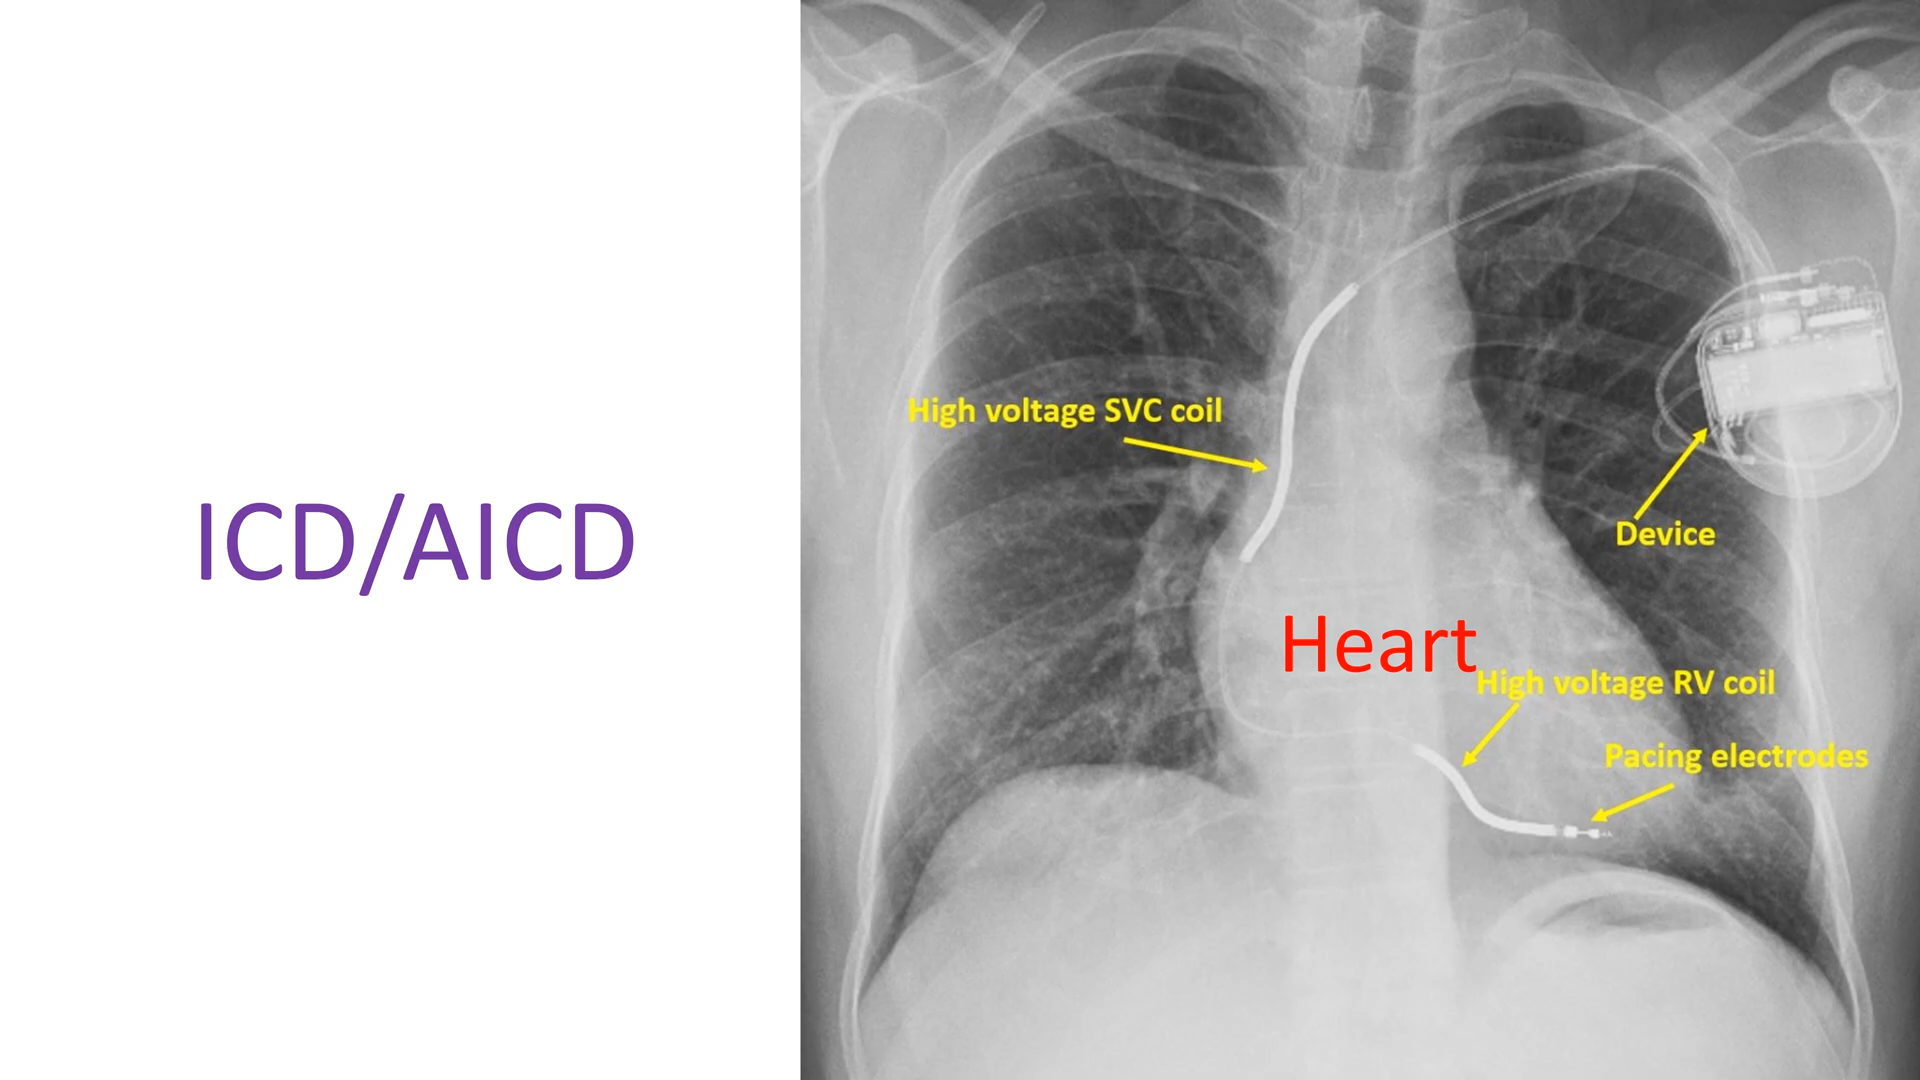 ICD/AICD
High voltage SVC coil
Device
Heart
High voltage RV coil
Pacing electrodes